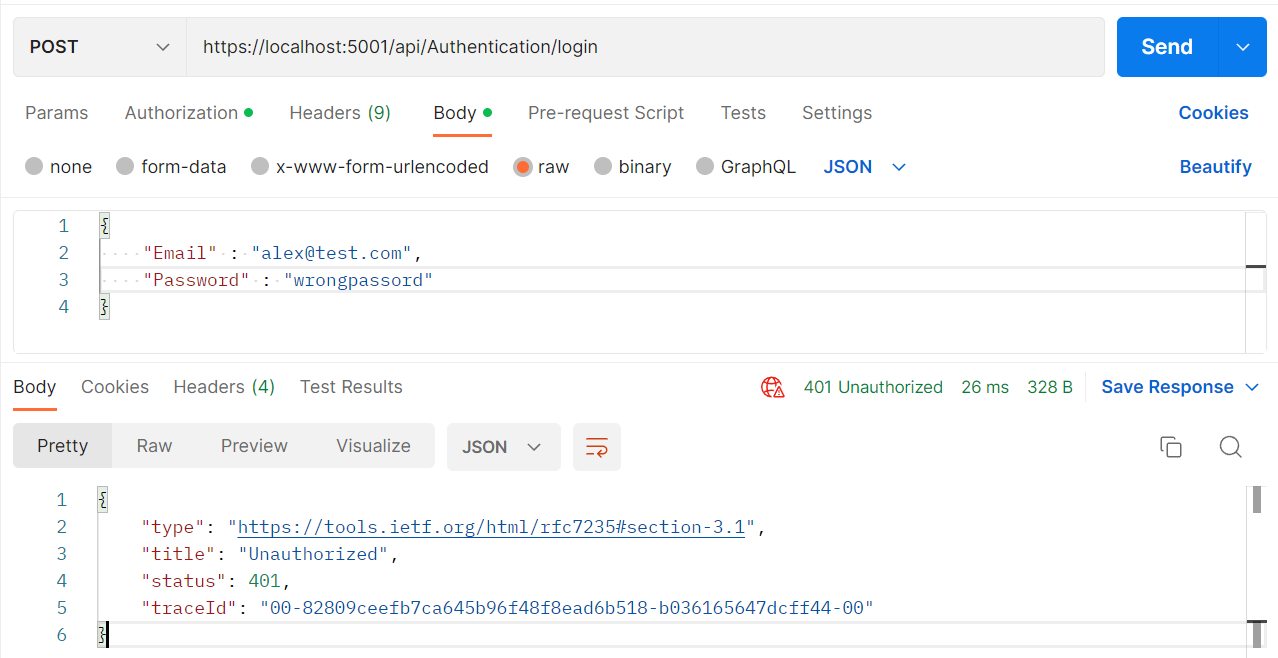 POST https://localhost:5001/api/Authentication/login Send
Params Authorization Headers (9) Body Pre-request Script Tests Settings Cookies
none form-data x-www-form-urlencoded raw binary GraphQL JSON Beautify
1 {
2 "Email" : "alex@test.com",
3 "Password" : "wrongpassord"
4 }
Body Cookies Headers (4) Test Results 401 Unauthorized 26 ms 328 B Save Response
Pretty Raw Preview Visualize JSON
1 {
2 "type": "https://tools.ietf.org/html/rfc7235#section-3.1",
3 "title": "Unauthorized",
4 "status": 401,
5 "traceId": "00-82809ceefb7ca645b96f48f8ead6b518-b036165647dcff44-00"
6 }